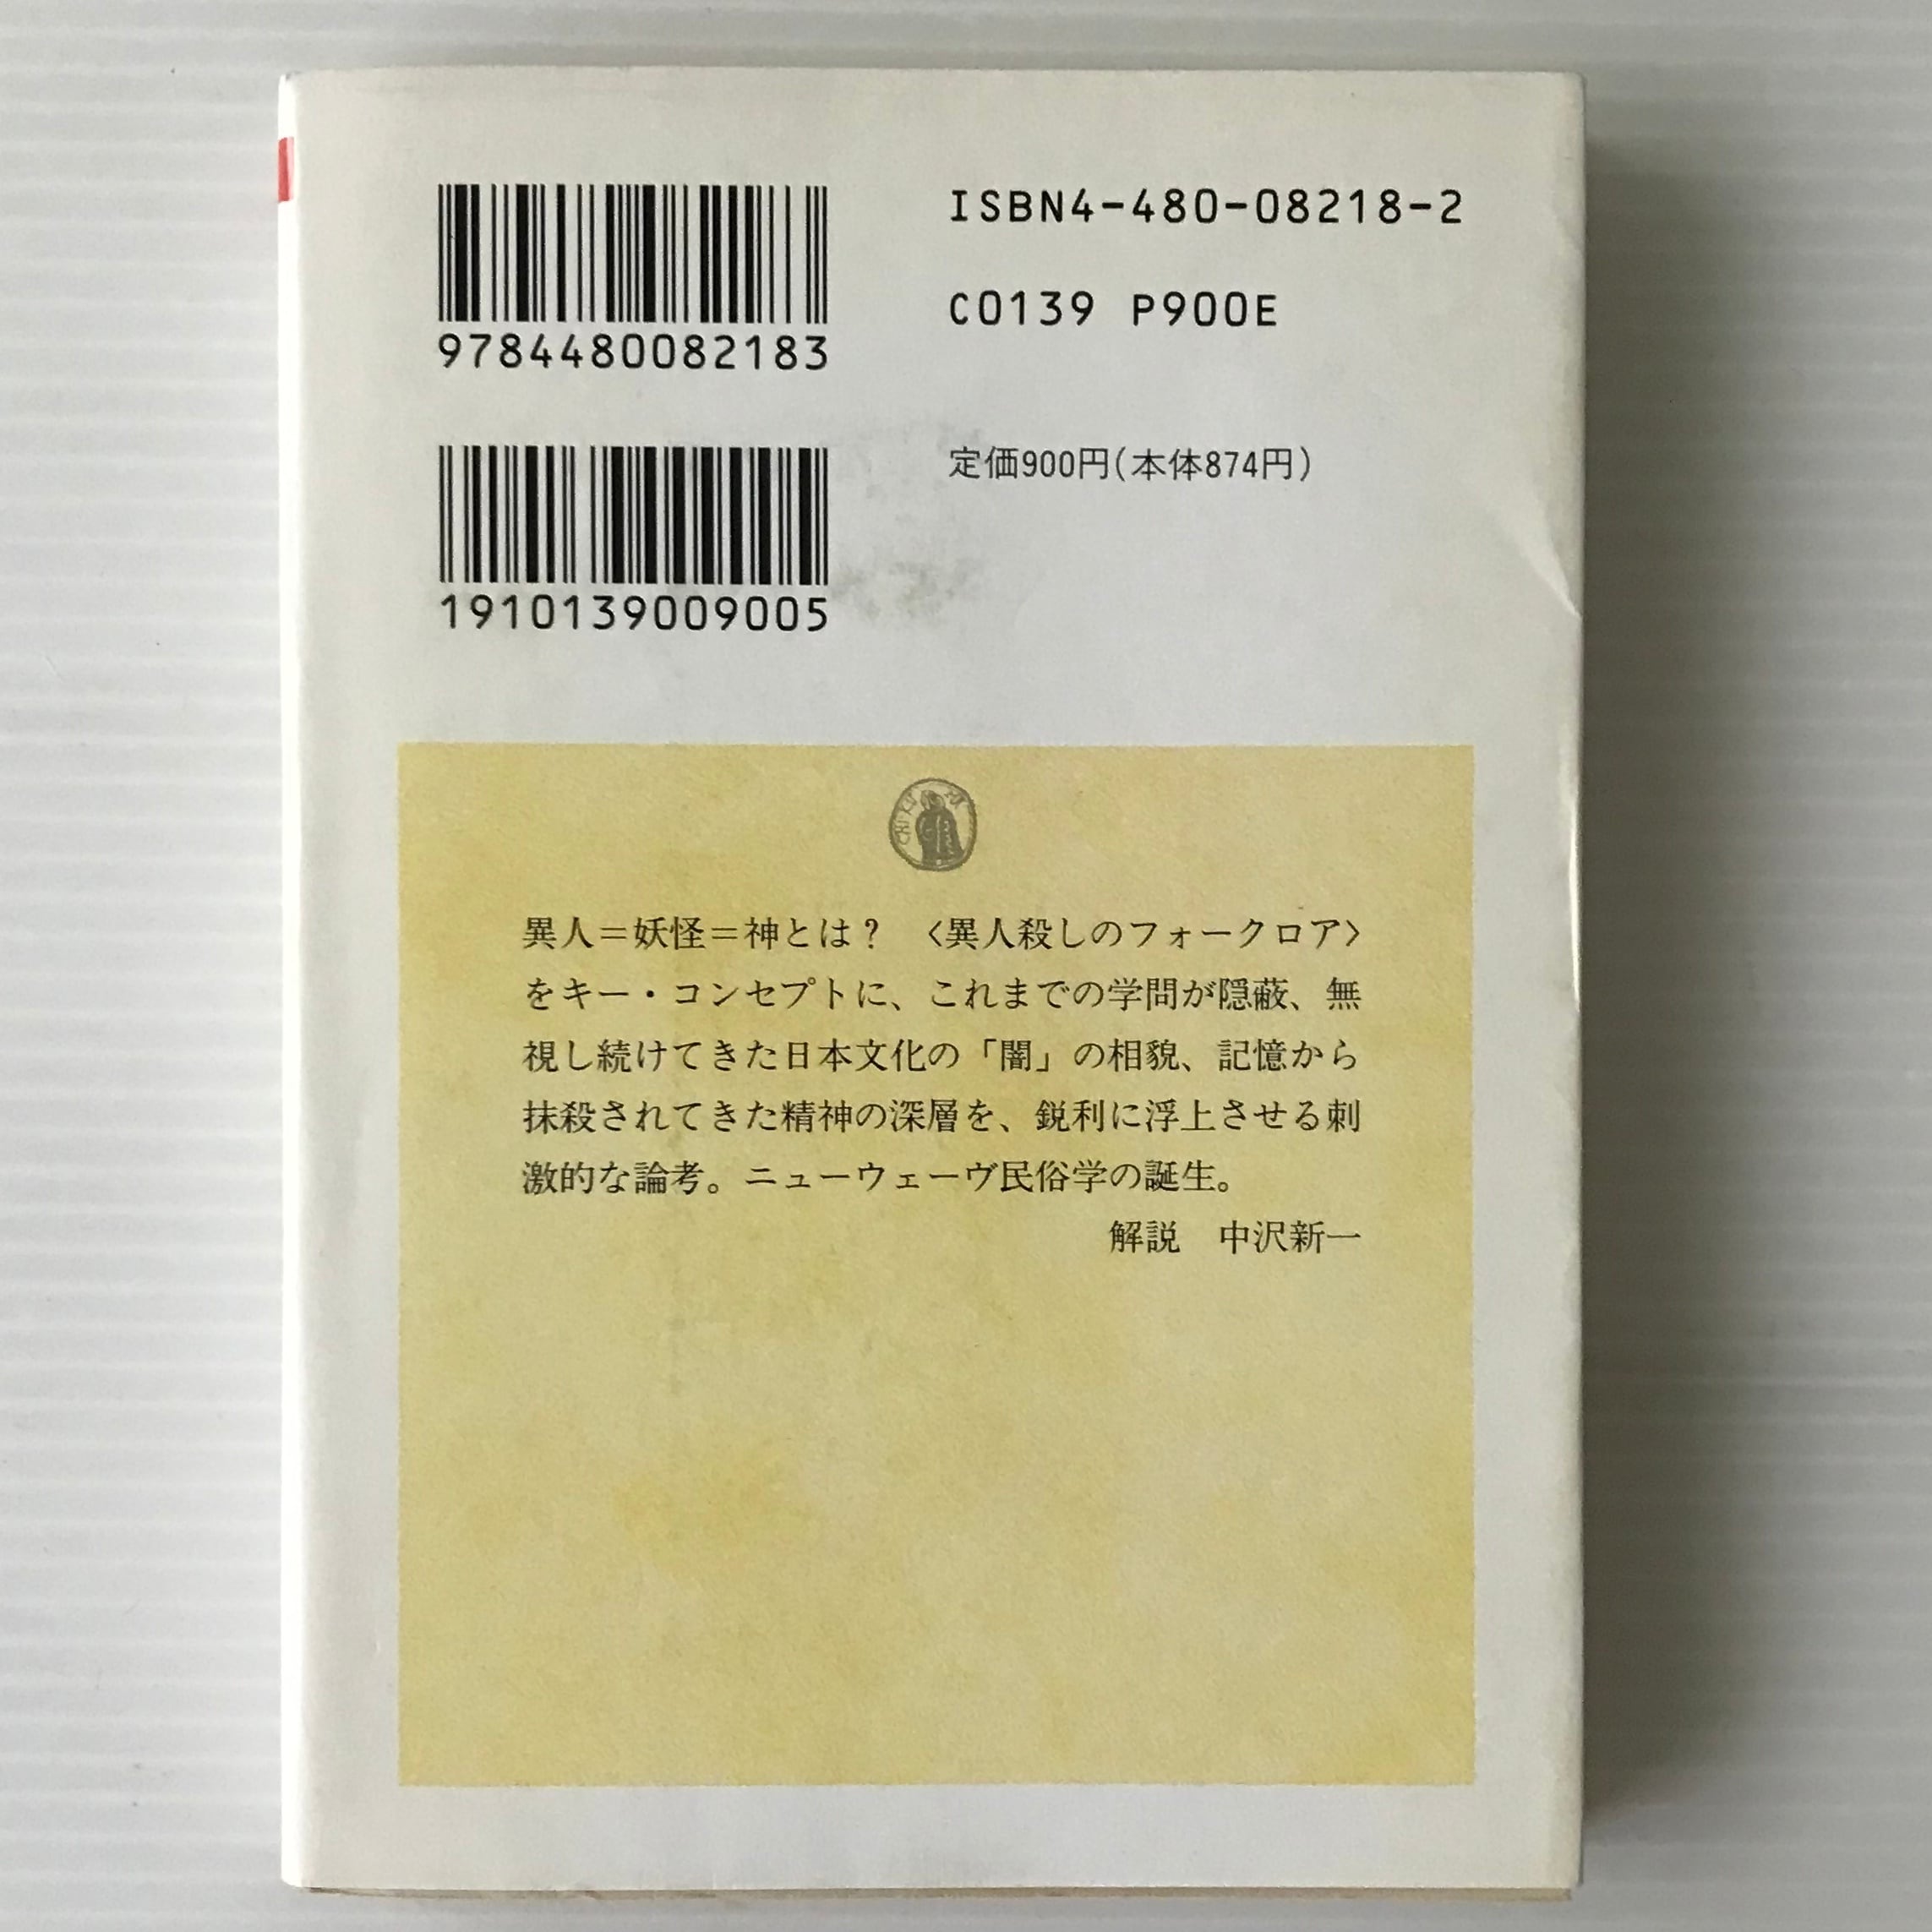 ISBN4-480-08218-2
C0139 P900E
9784480082183
定価900円(本体874円)
1910139009005
異人＝妖怪＝神とは？　〈異人殺しのフォークロア〉
をキー・コンセプトに、これまでの学問が隠蔽、無
視し続けてきた日本文化の「闇」の相貌、記憶から
抹殺されてきた精神の深層を、鋭利に浮上させる刺
激的な論考。ニューウェーヴ民俗学の誕生。
解説　中沢新一